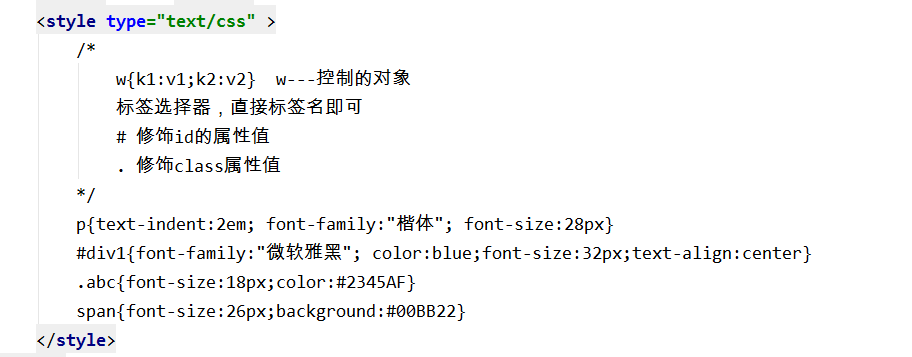 <style type="text/css" >
/*
w{k1:v1;k2:v2}  w---控制的对象
标签选择器，直接标签名即可
# 修饰id的属性值
. 修饰class属性值
*/
p{text-indent:2em; font-family:"楷体"; font-size:28px}
#div1{font-family:"微软雅黑"; color:blue;font-size:32px;text-align:center}
.abc{font-size:18px;color:#2345AF}
span{font-size:26px;background:#00BB22}
</style>